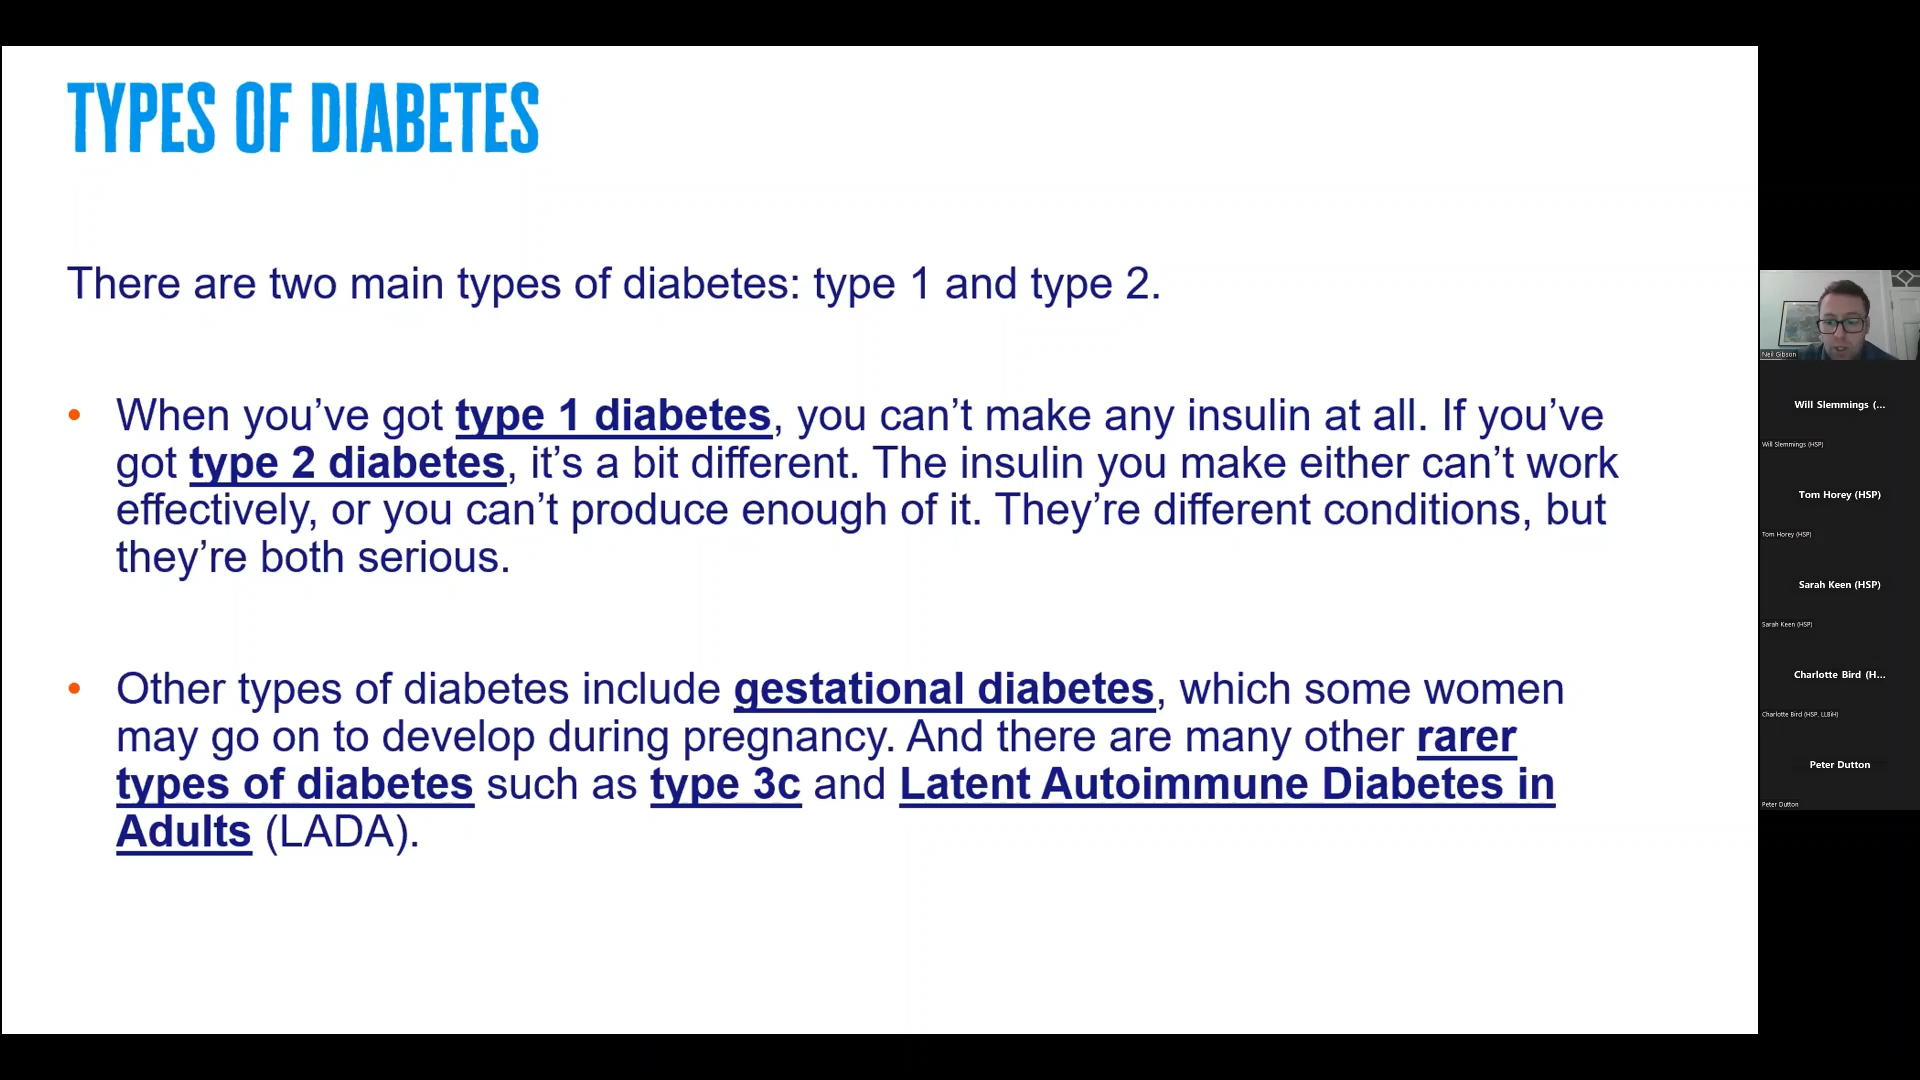 TYPES OF DIABETES
There are two main types of diabetes: type 1 and type 2.
• When you’ve got type 1 diabetes, you can’t make any insulin at all. If you’ve
got type 2 diabetes, it’s a bit different. The insulin you make either can’t work
effectively, or you can’t produce enough of it. They’re different conditions, but
they’re both serious.
• Other types of diabetes include gestational diabetes, which some women
may go on to develop during pregnancy. And there are many other rarer
types of diabetes such as type 3c and Latent Autoimmune Diabetes in
Adults (LADA).
Neil Gibson
Will Slemmings (...
Will Slemmings (HSP)
Tom Horey (HSP)
Tom Horey (HSP)
Sarah Keen (HSP)
Sarah Keen (HSP)
Charlotte Bird (H...
Charlotte Bird (HSP, LLBiH)
Peter Dutton
Peter Dutton